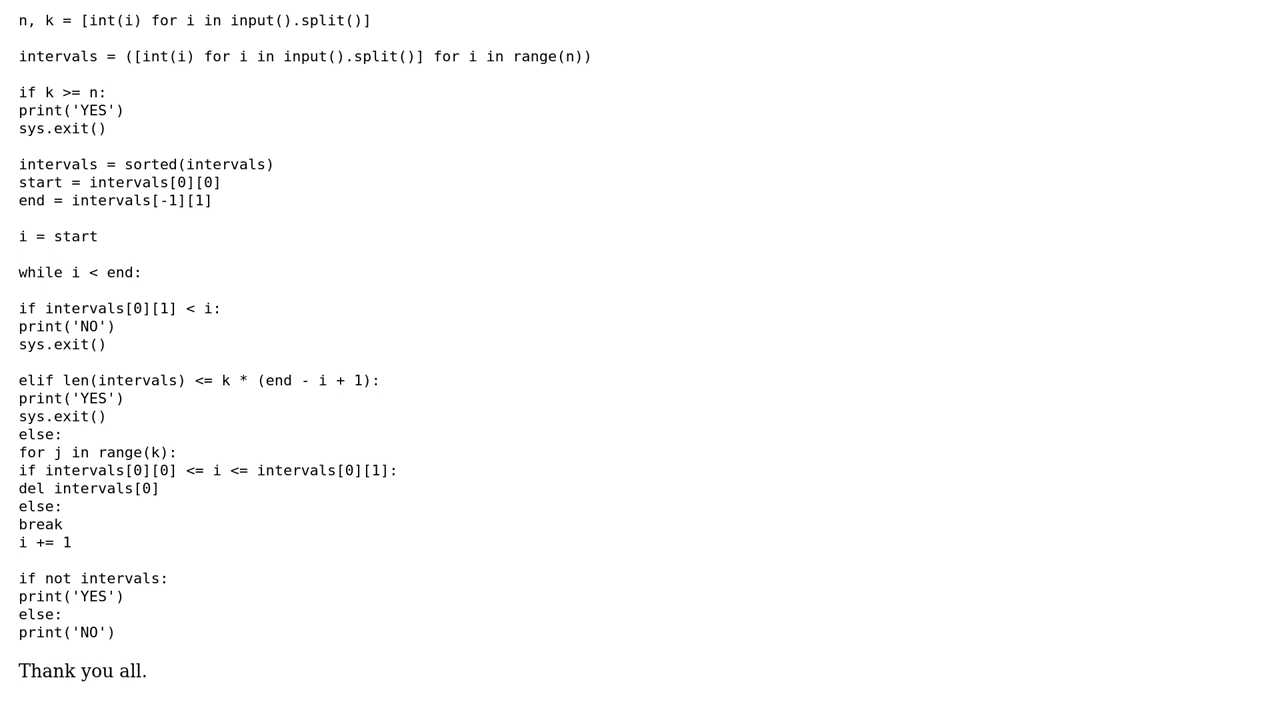 n, k = [int(i) for i in input().split()]
intervals = ([int(i) for i in input().split()] for i in range(n))
if k >= n:
print('YES')
sys.exit()
intervals = sorted(intervals)
start = intervals[0][0]
end = intervals[-1][1]
i = start
while i < end:
if intervals[0][1] < i:
print('NO')
sys.exit()
elif len(intervals) <= k * (end - i + 1):
print('YES')
sys.exit()
else:
for j in range(k):
if intervals[0][0] <= i <= intervals[0][1]:
del intervals[0]
else:
break
i += 1
if not intervals:
print('YES')
else:
print('NO')
Thank you all.